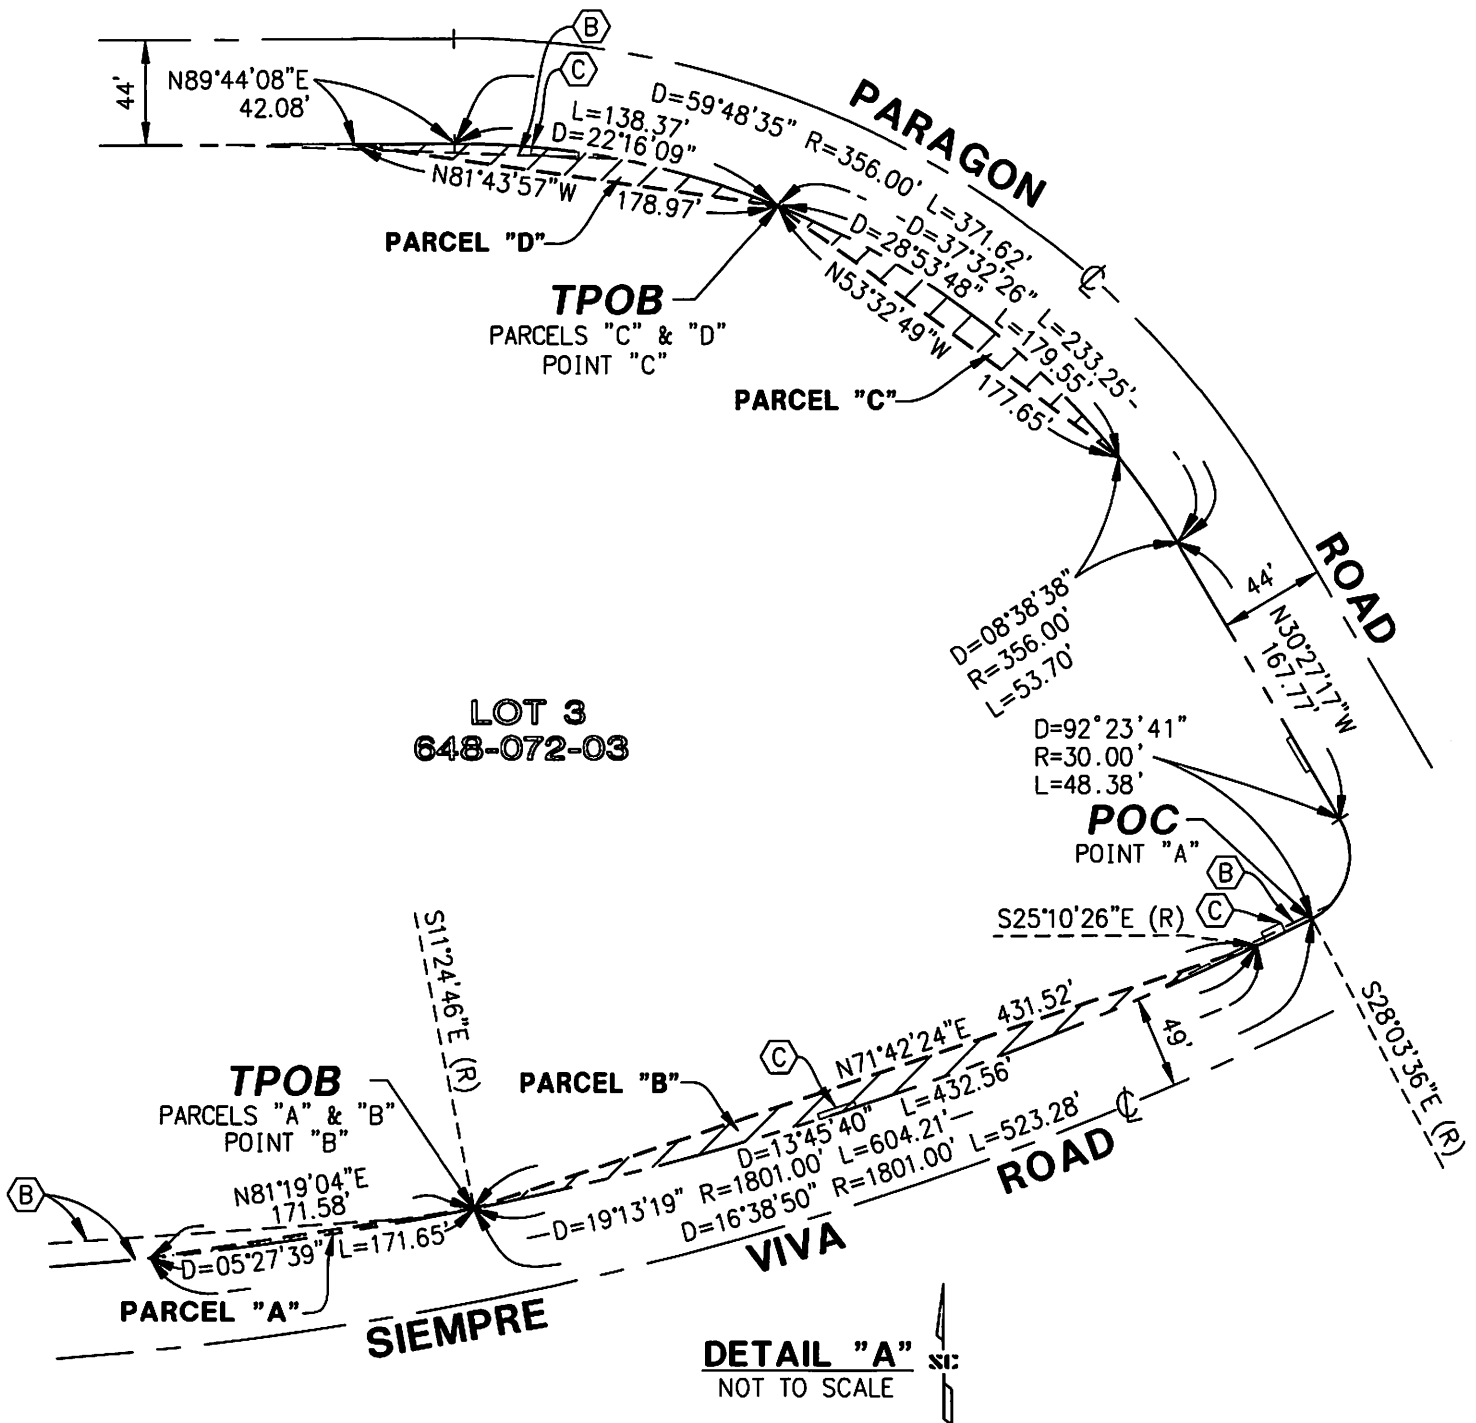 B
C
44'
N89°44'08"E
42.08'
L=138.37'
D=22°16'09"
D=59°48'35" R=356.00' L=371.62'
PARAGON
N81°43'57"W
178.97'
D=37°32'26" L=233.25'
D=28°53'48" L=179.55'
PARCEL "D"
N53°32'49"W
177.65'
TPOB
PARCELS "C" & "D"
POINT "C"
PARCEL "C"
ROAD
44'
D=08°38'38"
R=356.00'
L=53.70'
N30°27'17"W
167.77'
LOT 3
648-072-03
D=92°23'41"
R=30.00'
L=48.38'
POC
POINT "A"
B
C
S25°10'26"E (R)
S28°03'36"E (R)
S11°24'46"E (R)
N71°42'24"E 431.52'
49'
C
TPOB
PARCELS "A" & "B"
POINT "B"
PARCEL "B"
D=13°45'40" L=432.56'
D=19°13'19" R=1801.00' L=604.21'
D=16°38'50" R=1801.00' L=523.28'
ROAD
B
N81°19'04"E
171.58'
D=05°27'39" L=171.65'
VIVA
PARCEL "A"
SIEMPRE
DETAIL "A"
NOT TO SCALE
SC